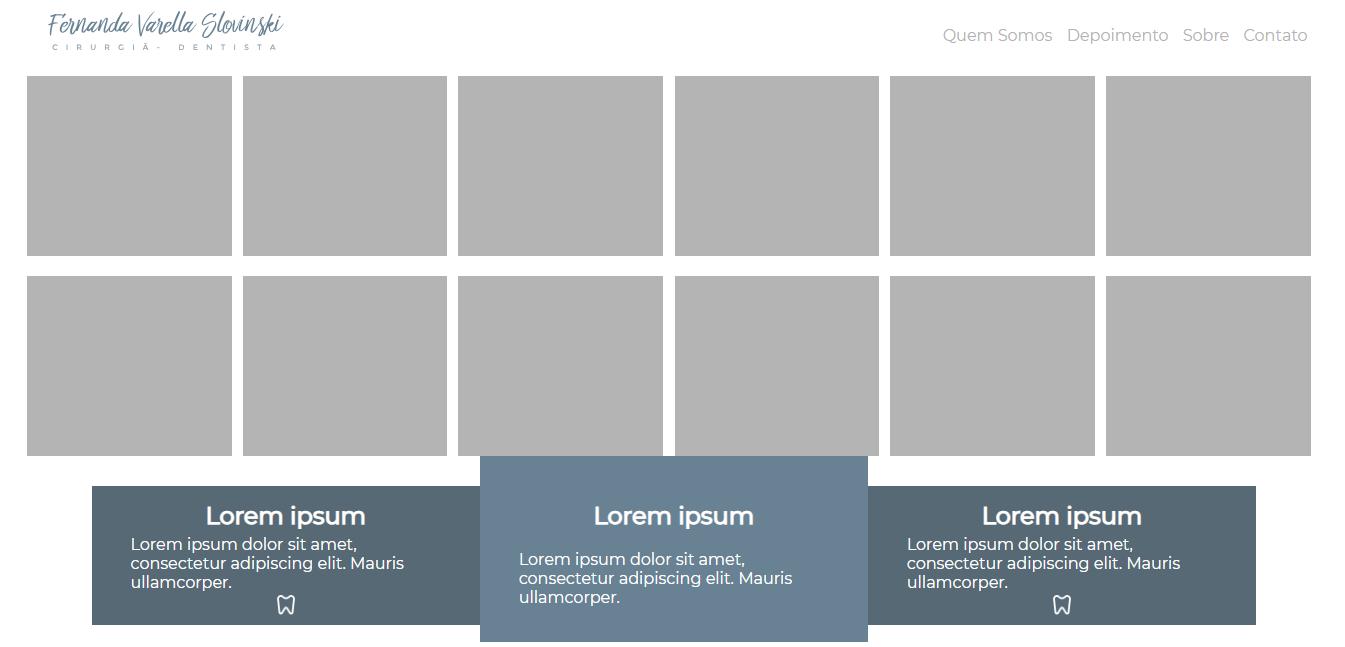 Fernanda Varella Slovinski
CIRURGIÃ- DENTISTA
Quem Somos Depoimento Sobre Contato
Lorem ipsum
Lorem ipsum dolor sit amet,
consectetur adipiscing elit. Mauris
ullamcorper.
Lorem ipsum
Lorem ipsum dolor sit amet,
consectetur adipiscing elit. Mauris
ullamcorper.
Lorem ipsum
Lorem ipsum dolor sit amet,
consectetur adipiscing elit. Mauris
ullamcorper.